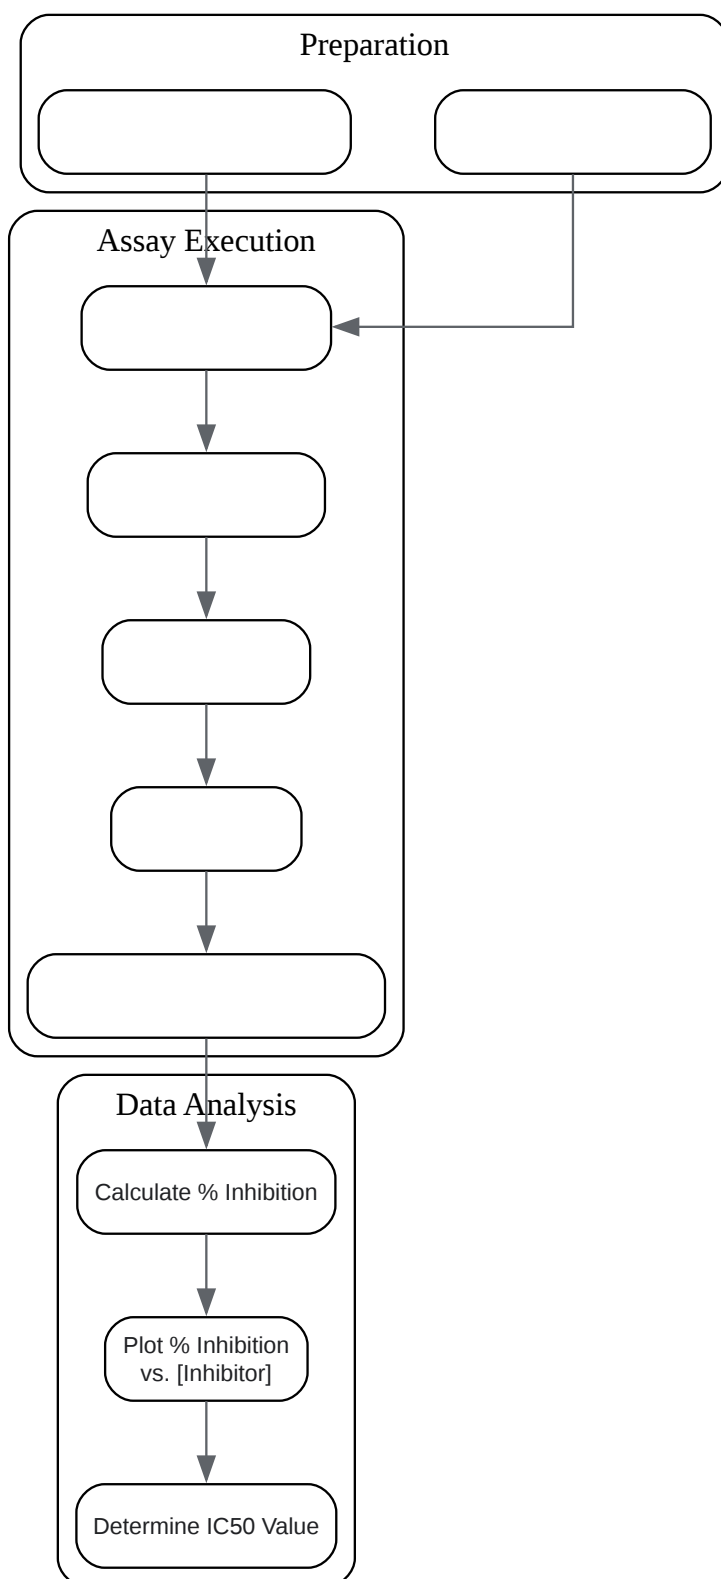 Preparation
Assay Execution
Data Analysis
Calculate % Inhibition
Plot % Inhibition
vs. [Inhibitor]
Determine IC50 Value